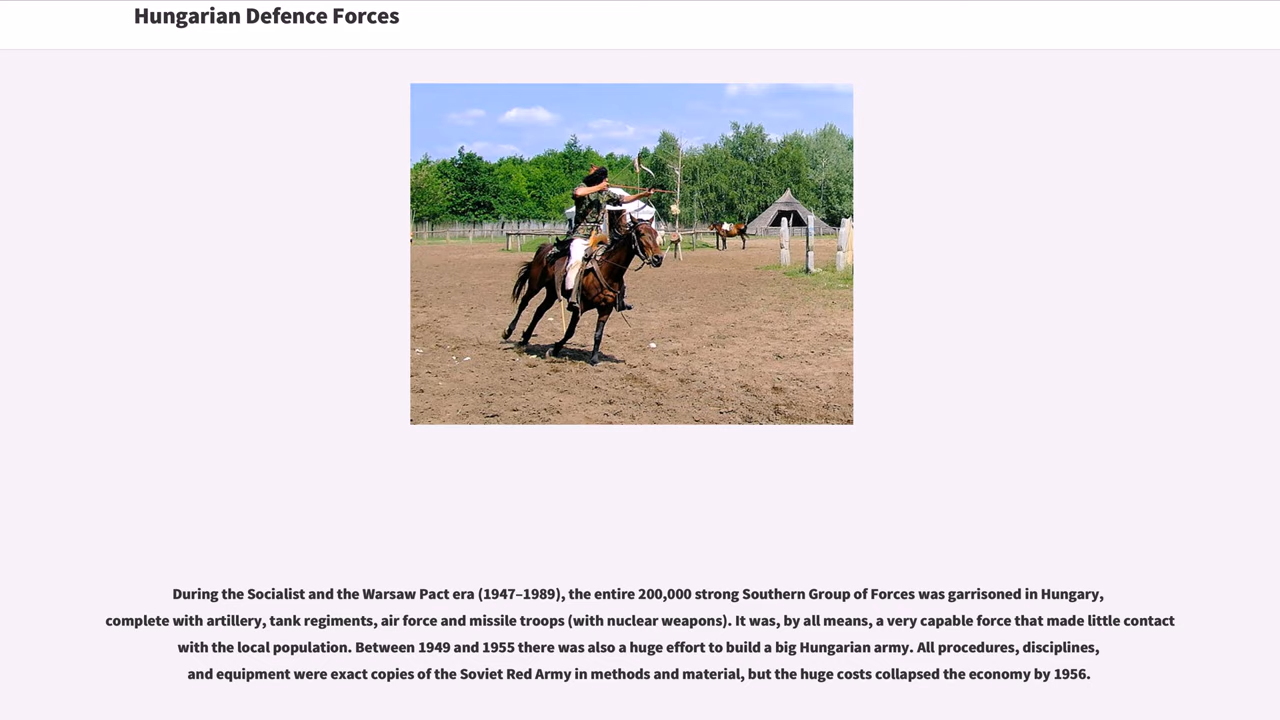 Hungarian Defence Forces
During the Socialist and the Warsaw Pact era (1947–1989), the entire 200,000 strong Southern Group of Forces was garrisoned in Hungary,
complete with artillery, tank regiments, air force and missile troops (with nuclear weapons). It was, by all means, a very capable force that made little contact
with the local population. Between 1949 and 1955 there was also a huge effort to build a big Hungarian army. All procedures, disciplines,
and equipment were exact copies of the Soviet Red Army in methods and material, but the huge costs collapsed the economy by 1956.